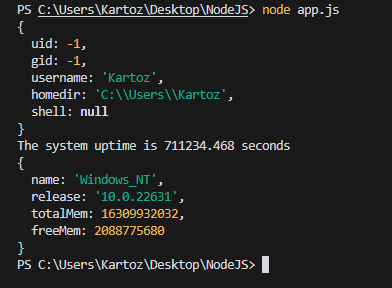 PS C:\Users\Kartoz\Desktop\NodeJS> node app.js
{
  uid: -1,
  gid: -1,
  username: 'Kartoz',
  homedir: 'C:\\Users\\Kartoz',
  shell: null
}
The system uptime is 711234.468 seconds
{
  name: 'Windows_NT',
  release: '10.0.22631',
  totalMem: 16309932032,
  freeMem: 2088775680
}
PS C:\Users\Kartoz\Desktop\NodeJS>